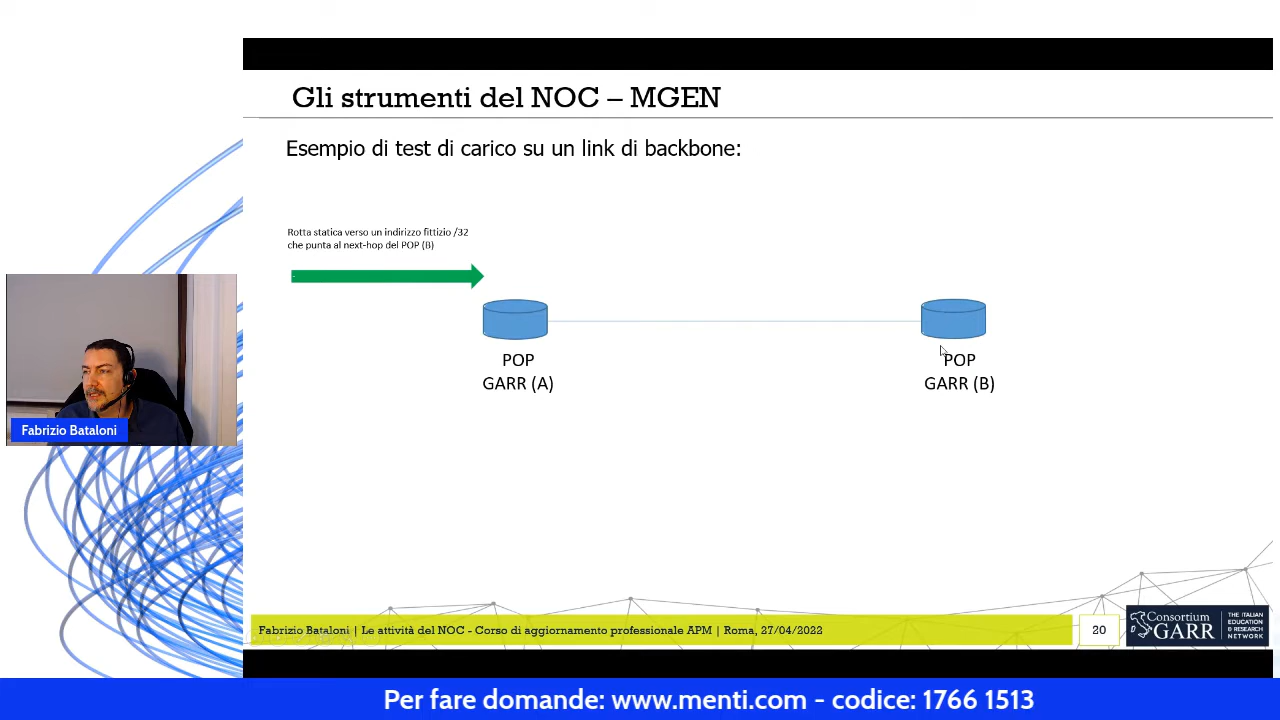 Gli strumenti del NOC – MGEN
Esempio di test di carico su un link di backbone:
Rotta statica verso un indirizzo fittizio /32
che punta al next-hop del POP (B)
POP
GARR (A)
POP
GARR (B)
Fabrizio Bataloni
Fabrizio Bataloni | Le attività del NOC - Corso di aggiornamento professionale APM | Roma, 27/04/2022
20
Consortium
GARR
THE ITALIAN
EDUCATION
& RESEARCH
NETWORK
Per fare domande: www.menti.com - codice: 1766 1513